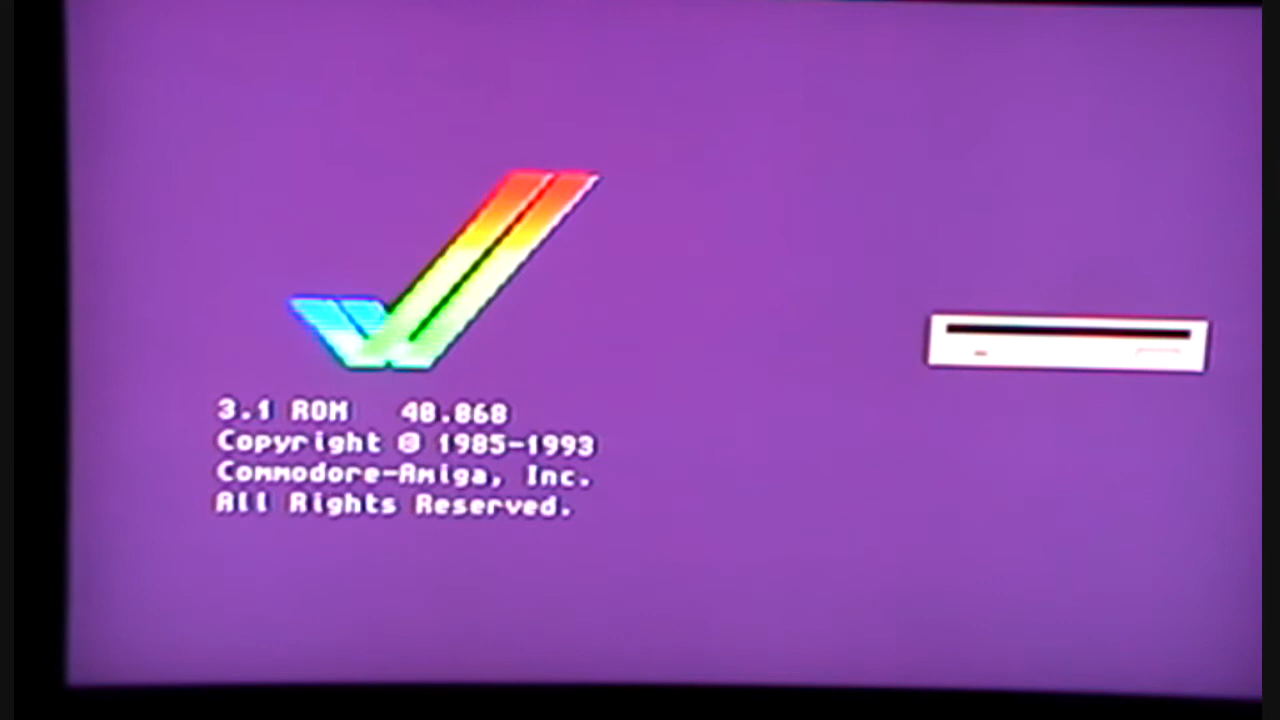 3.1 ROM 40.068
Copyright © 1985-1993
Commodore-Amiga, Inc.
All Rights Reserved.